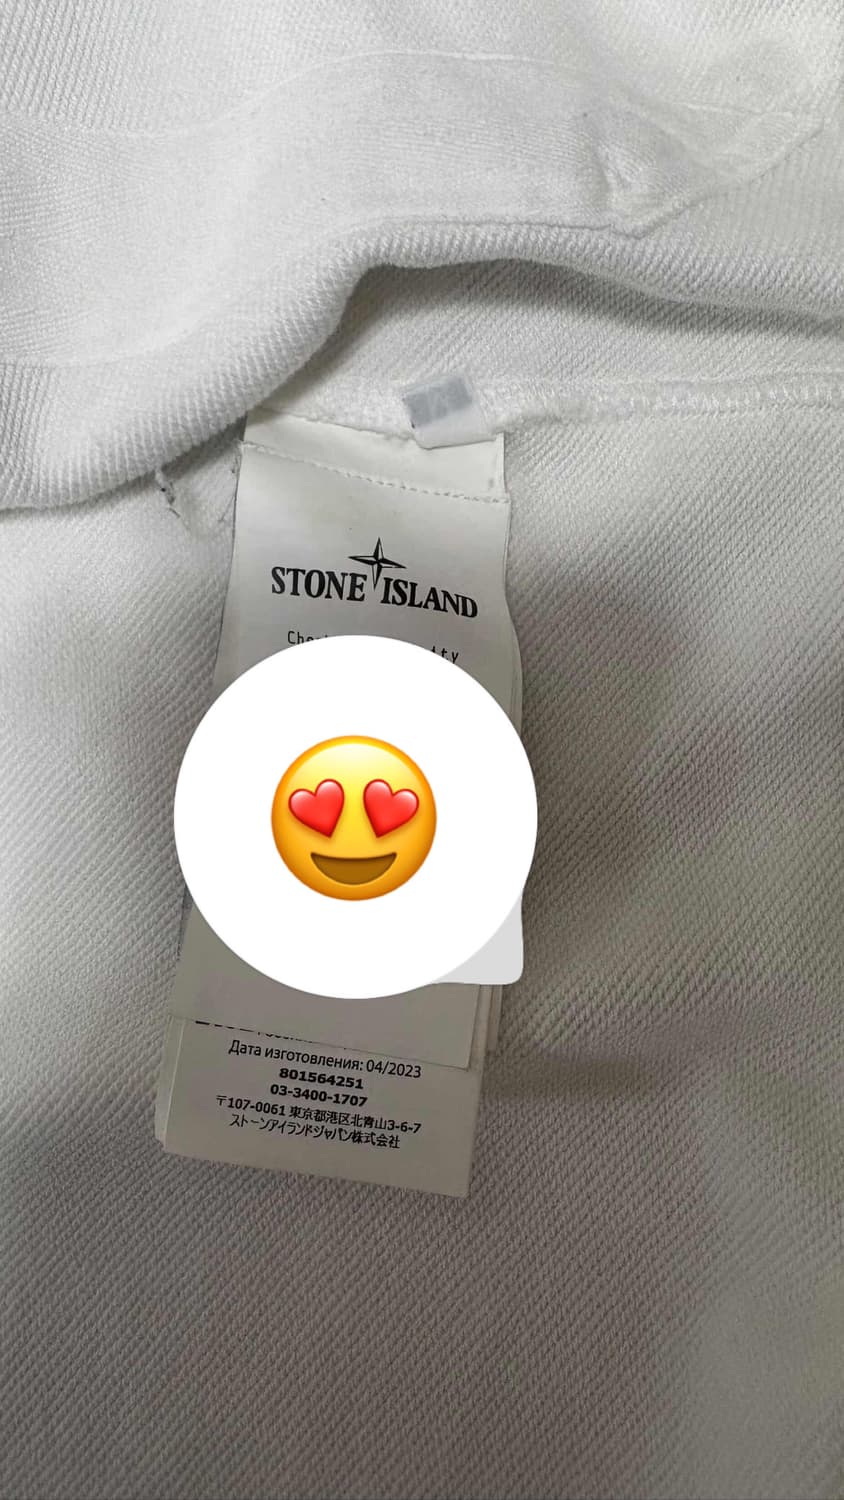 STONE ISLAND
Дата изготовления: 04/2023
801564251
03-3400-1707
〒107-0061 東京都港区北青山3-6-7
ストーンアイランドジャパン株式会社